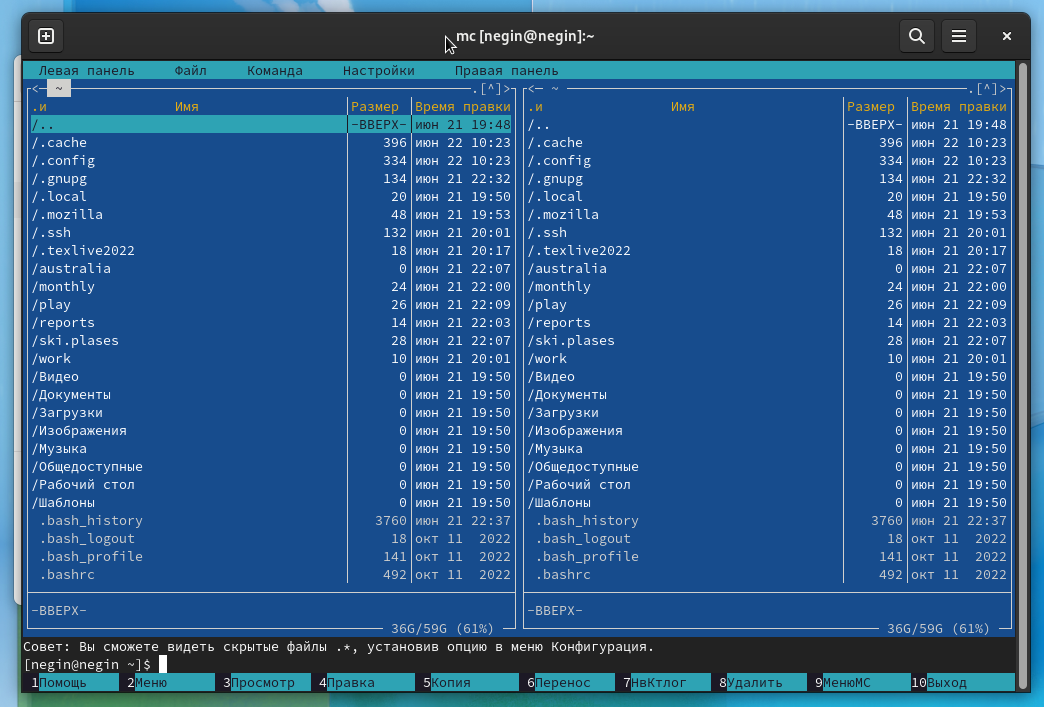 mc [negin@negin]:~
Левая панель Файл Команда Настройки Правая панель
<─ ~ .[^]> <─ ~ .[^]>
.и Имя Размер Время правки .и Имя Размер Время правки
/.. -ВВЕРХ- июн 21 19:48 /.. -ВВЕРХ- июн 21 19:48
/.cache 396 июн 22 10:23 /.cache 396 июн 22 10:23
/.config 334 июн 22 10:23 /.config 334 июн 22 10:23
/.gnupg 134 июн 21 22:32 /.gnupg 134 июн 21 22:32
/.local 20 июн 21 19:50 /.local 20 июн 21 19:50
/.mozilla 48 июн 21 19:53 /.mozilla 48 июн 21 19:53
/.ssh 132 июн 21 20:01 /.ssh 132 июн 21 20:01
/.texlive2022 18 июн 21 20:17 /.texlive2022 18 июн 21 20:17
/australia 0 июн 21 22:07 /australia 0 июн 21 22:07
/monthly 24 июн 21 22:00 /monthly 24 июн 21 22:00
/play 26 июн 21 22:09 /play 26 июн 21 22:09
/reports 14 июн 21 22:03 /reports 14 июн 21 22:03
/ski.plases 28 июн 21 22:07 /ski.plases 28 июн 21 22:07
/work 10 июн 21 20:01 /work 10 июн 21 20:01
/Видео 0 июн 21 19:50 /Видео 0 июн 21 19:50
/Документы 0 июн 21 19:50 /Документы 0 июн 21 19:50
/Загрузки 0 июн 21 19:50 /Загрузки 0 июн 21 19:50
/Изображения 0 июн 21 19:50 /Изображения 0 июн 21 19:50
/Музыка 0 июн 21 19:50 /Музыка 0 июн 21 19:50
/Общедоступные 0 июн 21 19:50 /Общедоступные 0 июн 21 19:50
/Рабочий стол 0 июн 21 19:50 /Рабочий стол 0 июн 21 19:50
/Шаблоны 0 июн 21 19:50 /Шаблоны 0 июн 21 19:50
.bash_history 3760 июн 21 22:37 .bash_history 3760 июн 21 22:37
.bash_logout 18 окт 11 2022 .bash_logout 18 окт 11 2022
.bash_profile 141 окт 11 2022 .bash_profile 141 окт 11 2022
.bashrc 492 окт 11 2022 .bashrc 492 окт 11 2022
-ВВЕРХ- -ВВЕРХ-
36G/59G (61%) 36G/59G (61%)
Совет: Вы сможете видеть скрытые файлы .*, установив опцию в меню Конфигурация.
[negin@negin ~]$
1Помощь 2Меню 3Просмотр 4Правка 5Копия 6Перенос 7НвКтлог 8Удалить 9МенюMC 10Выход